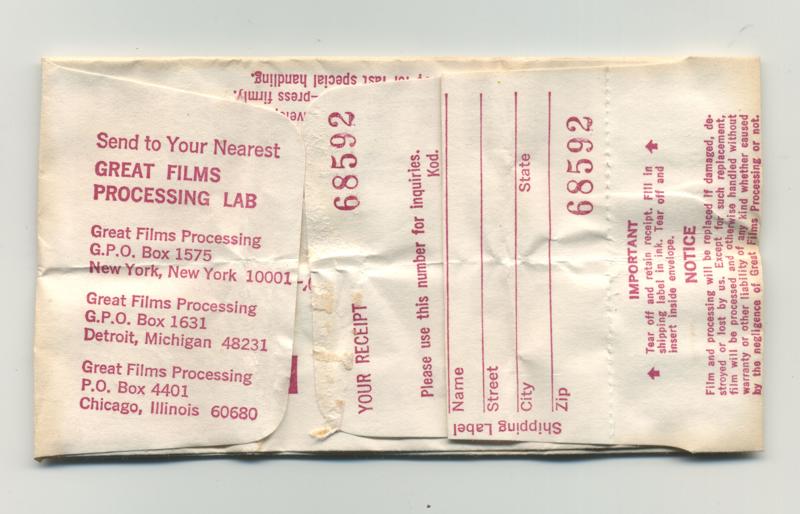 for fast special handling.
—press firmly.
Send to Your Nearest
GREAT FILMS
PROCESSING LAB
Great Films Processing
G.P.O. Box 1575
New York, New York 10001
Great Films Processing
G.P.O. Box 1631
Detroit, Michigan 48231
Great Films Processing
P.O. Box 4401
Chicago, Illinois 60680
YOUR RECEIPT
68592
Please use this number for inquiries.
Kod.
Name
Street
City
State
Zip
68592
Shipping Label
IMPORTANT
Tear off and retain receipt. Fill in
shipping label in ink. Tear off and
insert inside envelope.
NOTICE
Film and processing will be replaced if damaged, de-
stroyed or lost by us. Except for such replacement,
film will be processed and otherwise handled without
warranty or other liability of any kind whether caused
by the negligence of Great Films Processing or not.